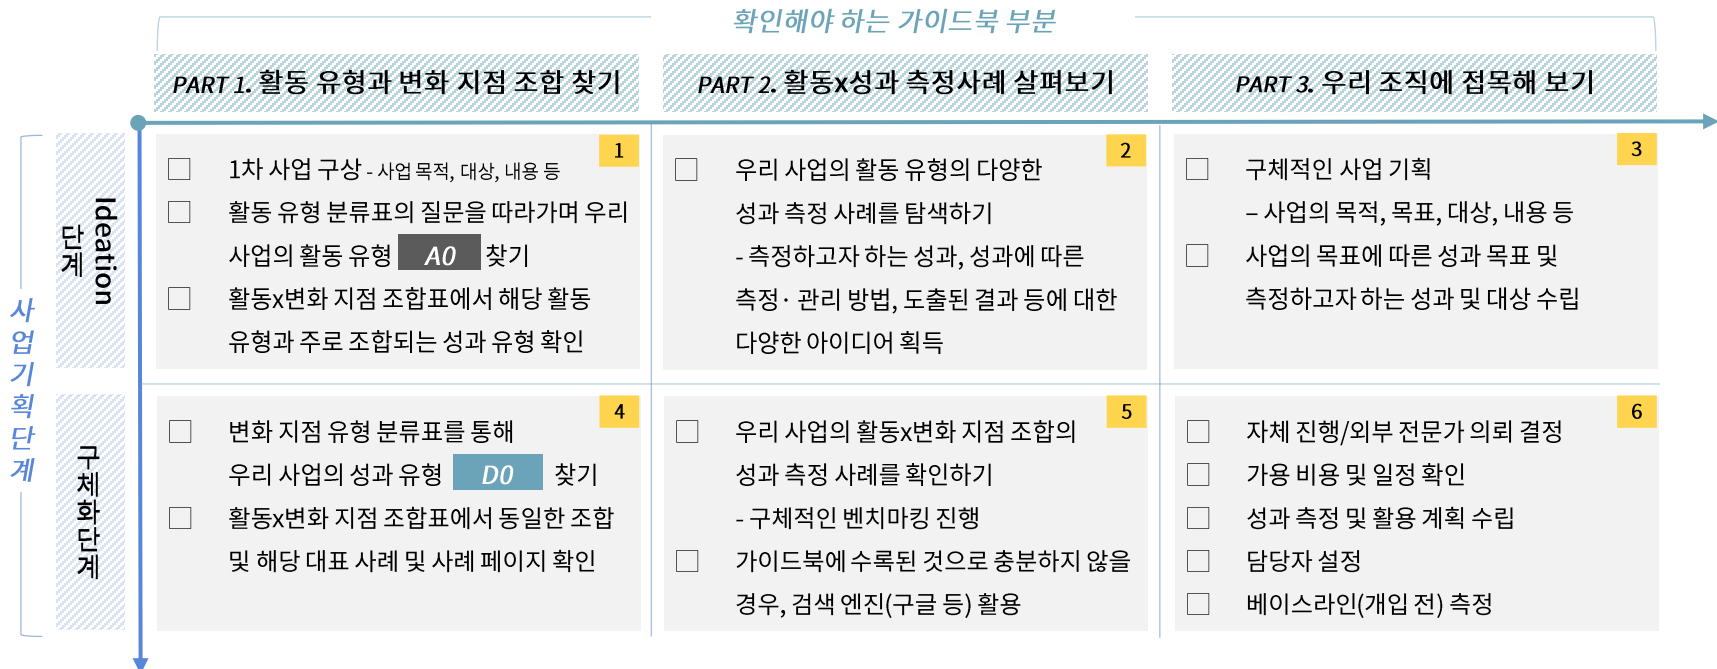 확인해야 하는 가이드북 부분
PART 1. 활동 유형과 변화 지점 조합 찾기
PART 2. 활동x성과 측정사례 살펴보기
PART 3. 우리 조직에 접목해 보기
사업기획단계
Ideation
단계
1
1차 사업 구상 - 사업 목적, 대상, 내용 등
활동 유형 분류표의 질문을 따라가며 우리
사업의 활동 유형 A0 찾기
활동x변화 지점 조합표에서 해당 활동
유형과 주로 조합되는 성과 유형 확인
2
우리 사업의 활동 유형의 다양한
성과 측정 사례를 탐색하기
- 측정하고자 하는 성과, 성과에 따른
측정· 관리 방법, 도출된 결과 등에 대한
다양한 아이디어 획득
3
구체적인 사업 기획
– 사업의 목적, 목표, 대상, 내용 등
사업의 목표에 따른 성과 목표 및
측정하고자 하는 성과 및 대상 수립
구체화단계
4
변화 지점 유형 분류표를 통해
우리 사업의 성과 유형 D0 찾기
활동x변화 지점 조합표에서 동일한 조합
및 해당 대표 사례 및 사례 페이지 확인
5
우리 사업의 활동x변화 지점 조합의
성과 측정 사례를 확인하기
- 구체적인 벤치마킹 진행
가이드북에 수록된 것으로 충분하지 않을
경우, 검색 엔진(구글 등) 활용
6
자체 진행/외부 전문가 의뢰 결정
가용 비용 및 일정 확인
성과 측정 및 활용 계획 수립
담당자 설정
베이스라인(개입 전) 측정